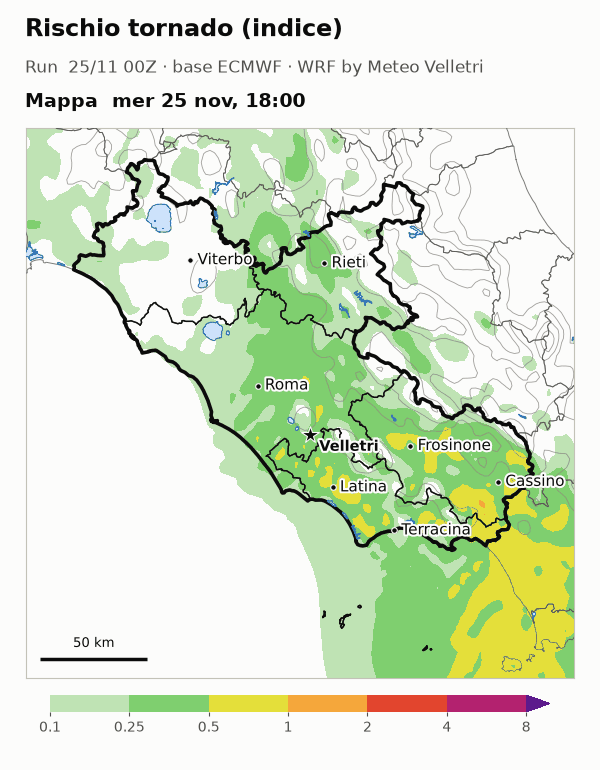 Rischio tornado (indice)
Run  25/11 00Z · base ECMWF · WRF by Meteo Velletri
Mappa  mer 25 nov, 18:00
Viterbo
Rieti
Roma
Velletri
Frosinone
Cassino
Latina
Terracina
50 km
0.1 0.25 0.5 1 2 4 8